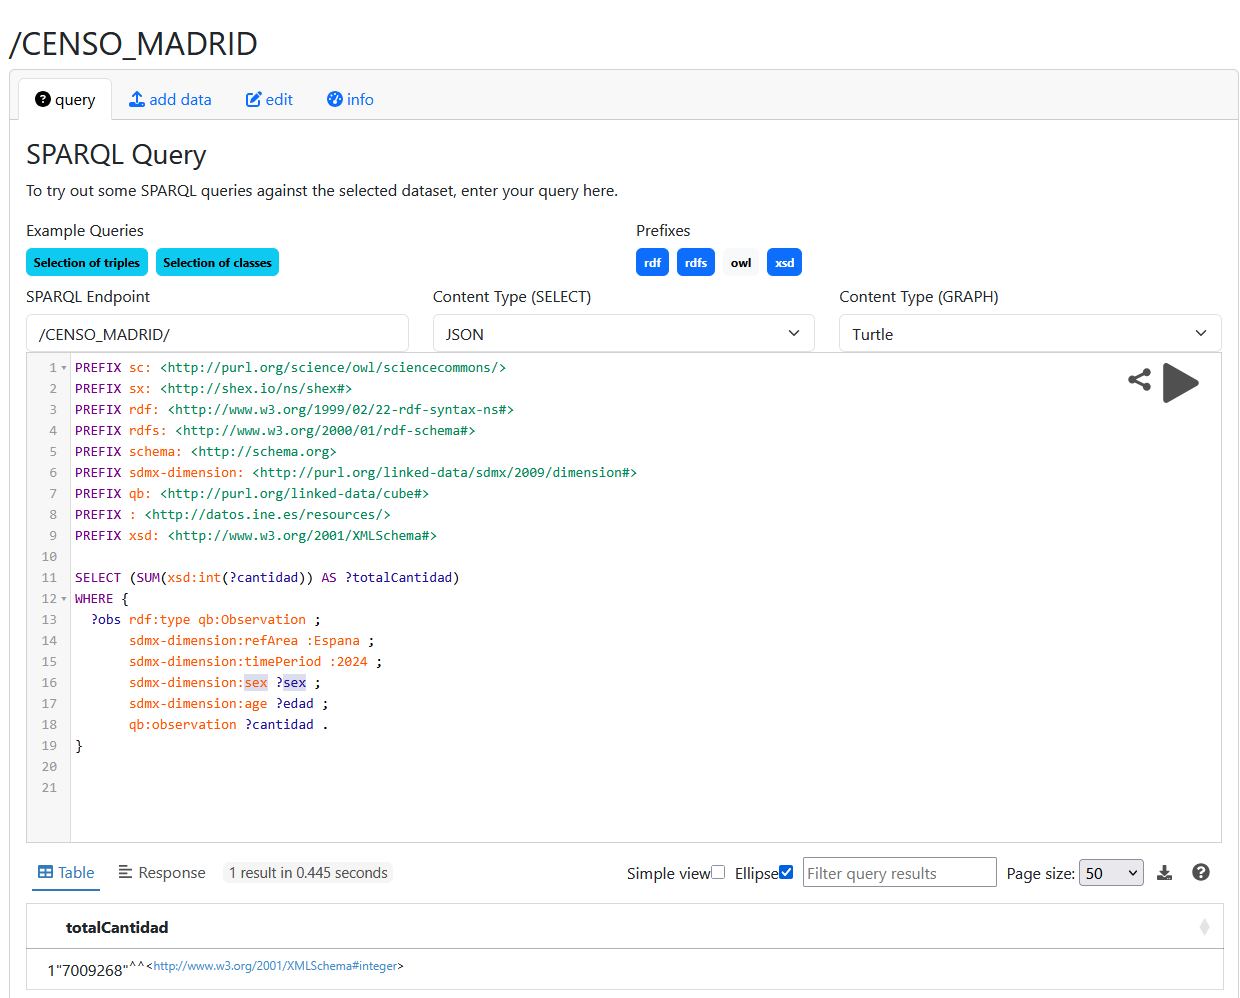 /CENSO_MADRID
query add data edit info
SPARQL Query
To try out some SPARQL queries against the selected dataset, enter your query here.
Example Queries Prefixes
Selection of triples Selection of classes rdf rdfs owl xsd
SPARQL Endpoint Content Type (SELECT) Content Type (GRAPH)
/CENSO_MADRID/ JSON Turtle
1 PREFIX sc: <http://purl.org/science/owl/sciencecommons/>
2 PREFIX sx: <http://shex.io/ns/shex#>
3 PREFIX rdf: <http://www.w3.org/1999/02/22-rdf-syntax-ns#>
4 PREFIX rdfs: <http://www.w3.org/2000/01/rdf-schema#>
5 PREFIX schema: <http://schema.org>
6 PREFIX sdmx-dimension: <http://purl.org/linked-data/sdmx/2009/dimension#>
7 PREFIX qb: <http://purl.org/linked-data/cube#>
8 PREFIX : <http://datos.ine.es/resources/>
9 PREFIX xsd: <http://www.w3.org/2001/XMLSchema#>
10
11 SELECT (SUM(xsd:int(?cantidad)) AS ?totalCantidad)
12 WHERE {
13 ?obs rdf:type qb:Observation ;
14 sdmx-dimension:refArea :Espana ;
15 sdmx-dimension:timePeriod :2024 ;
16 sdmx-dimension:sex ?sex ;
17 sdmx-dimension:age ?edad ;
18 qb:observation ?cantidad .
19 }
20
21
Table Response 1 result in 0.445 seconds Simple view Ellipse Filter query results Page size: 50
totalCantidad
1 "7009268"^^<http://www.w3.org/2001/XMLSchema#integer>